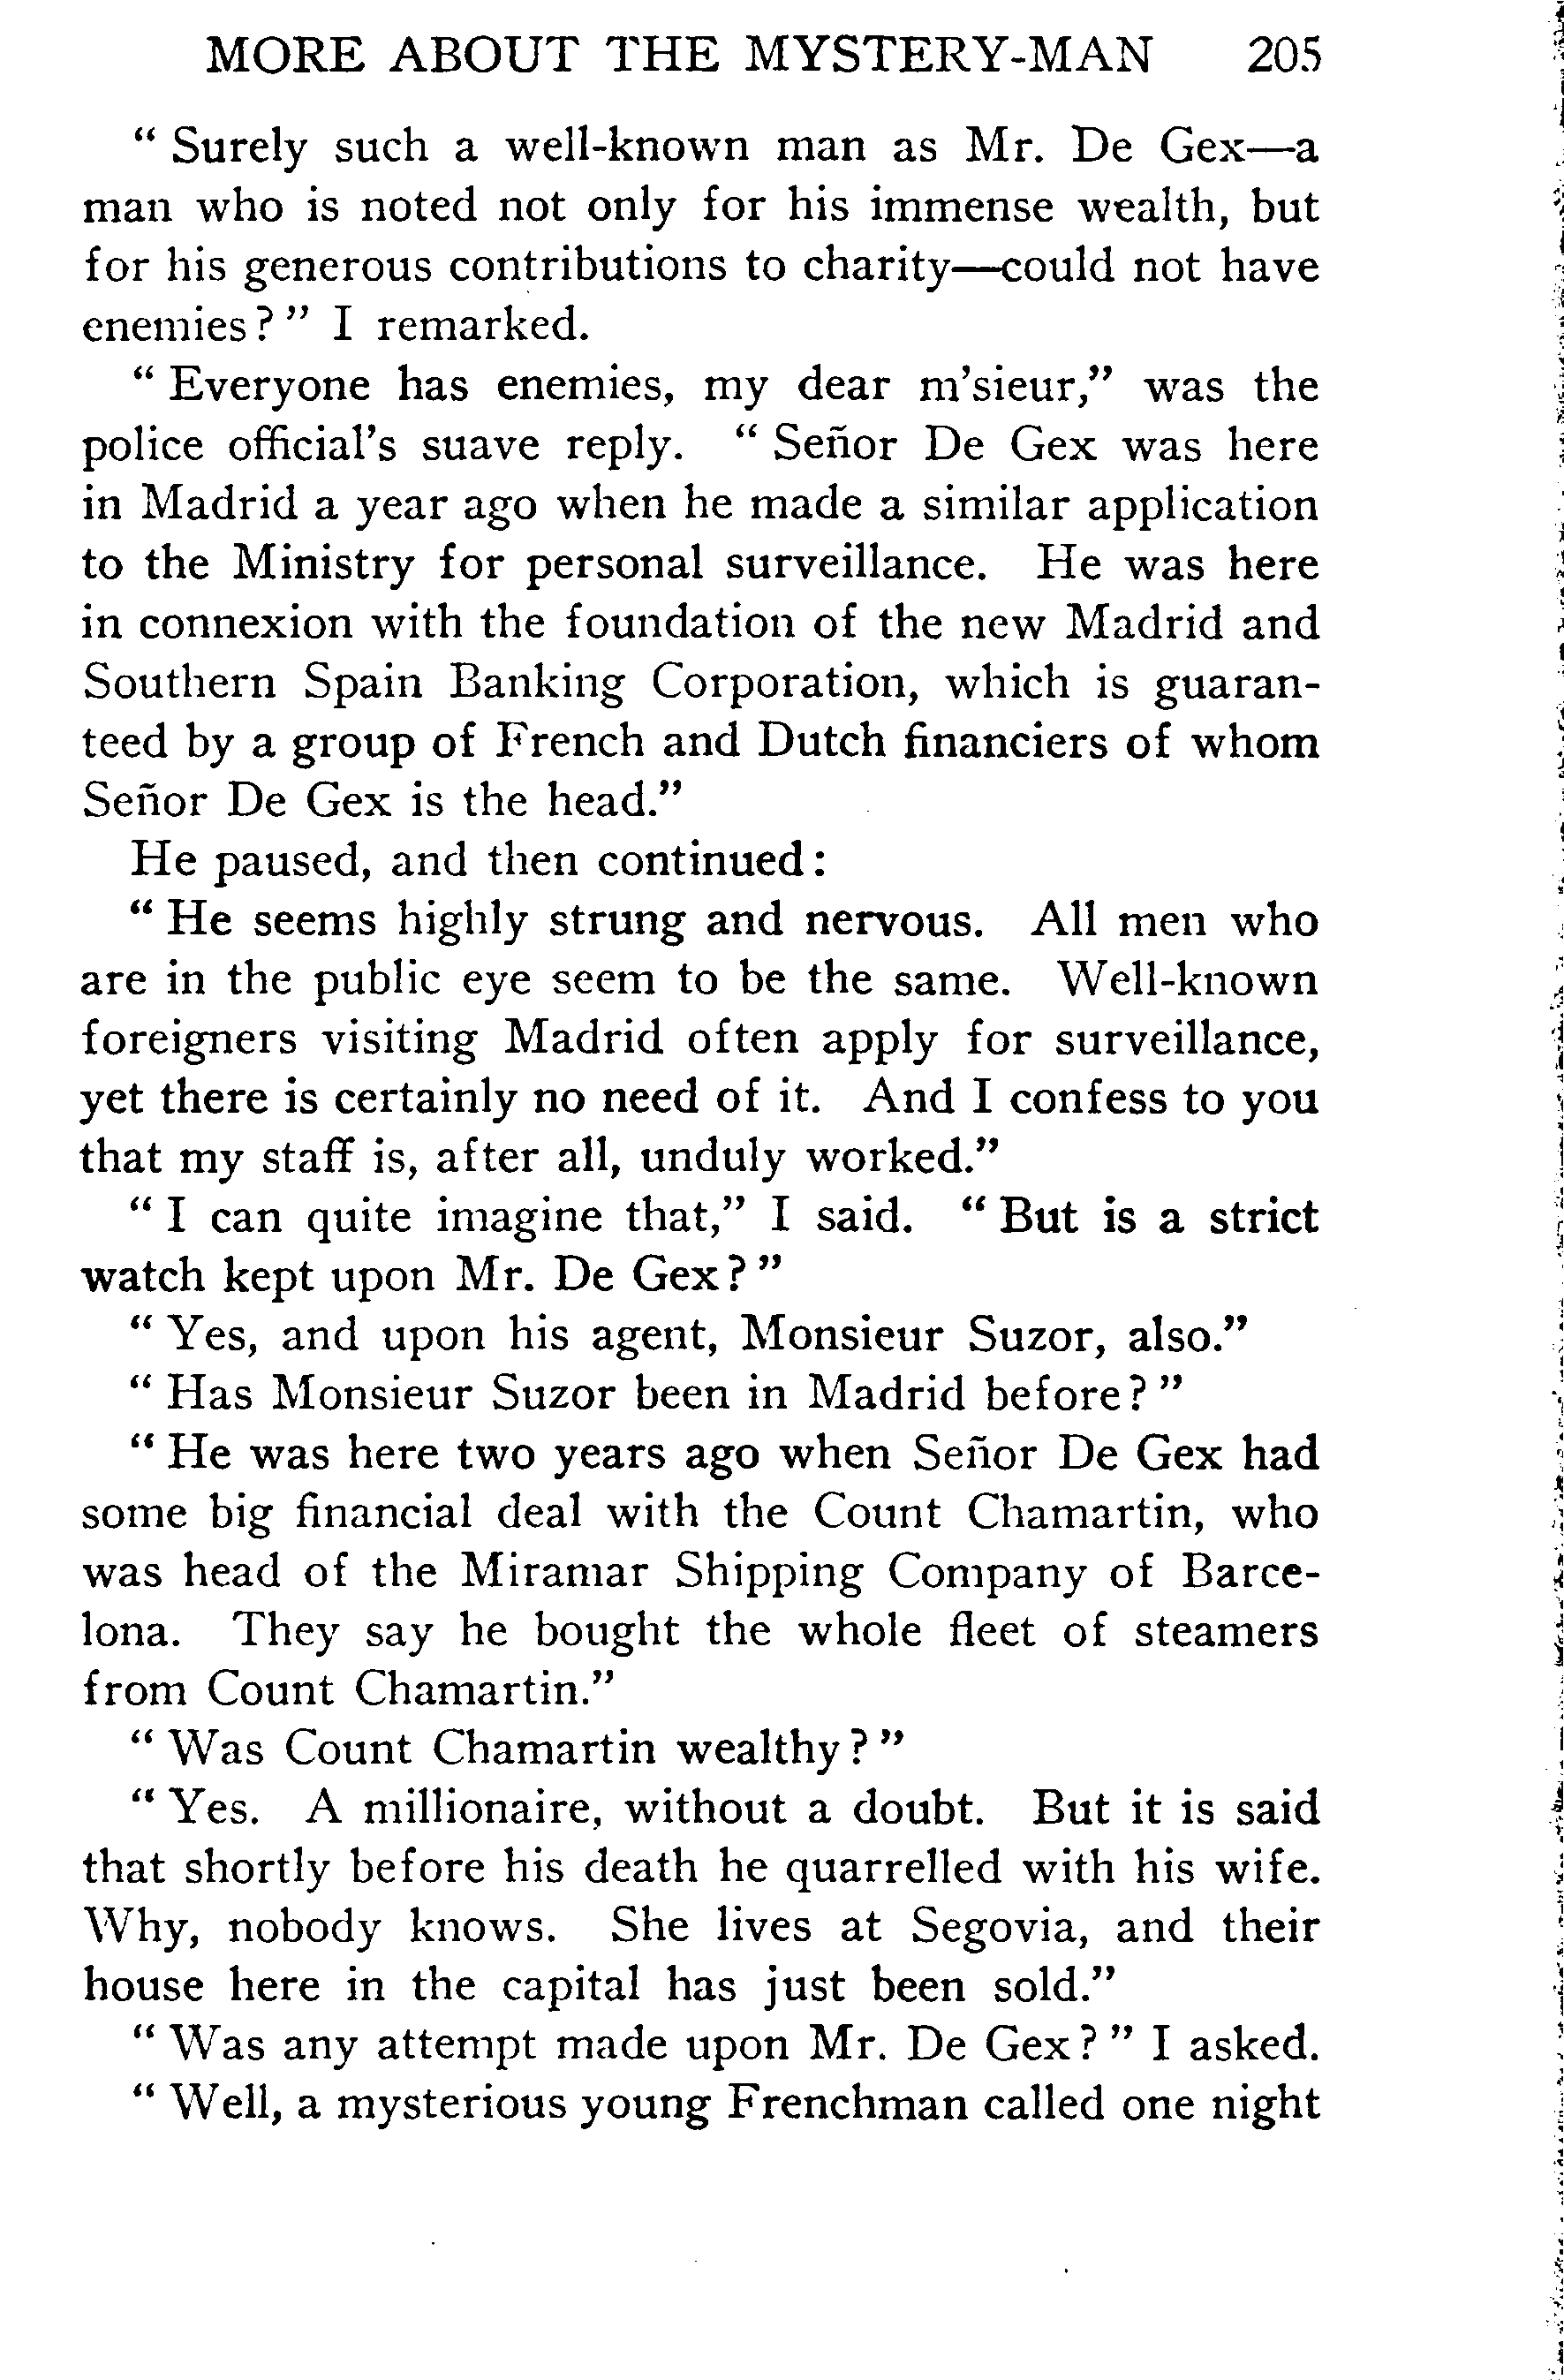 MORE ABOUT THE MYSTERY-MAN 205
“ Surely such a well-known man as Mr. De Gex—a
man who is noted not only for his immense wealth, but
for his generous contributions to charity—could not have
enemies? ” I remarked.
“ Everyone has enemies, my dear m'sieur,” was the
police official's suave reply. “ Señor De Gex was here
in Madrid a year ago when he made a similar application
to the Ministry for personal surveillance. He was here
in connexion with the foundation of the new Madrid and
Southern Spain Banking Corporation, which is guaran-
teed by a group of French and Dutch financiers of whom
Señor De Gex is the head.”
He paused, and then continued:
“ He seems highly strung and nervous. All men who
are in the public eye seem to be the same. Well-known
foreigners visiting Madrid often apply for surveillance,
yet there is certainly no need of it. And I confess to you
that my staff is, after all, unduly worked.”
“ I can quite imagine that,” I said. “ But is a strict
watch kept upon Mr. De Gex? ”
“ Yes, and upon his agent, Monsieur Suzor, also.”
“ Has Monsieur Suzor been in Madrid before? ”
“ He was here two years ago when Señor De Gex had
some big financial deal with the Count Chamartin, who
was head of the Miramar Shipping Company of Barce-
lona. They say he bought the whole fleet of steamers
from Count Chamartin.”
“ Was Count Chamartin wealthy? ”
“ Yes. A millionaire, without a doubt. But it is said
that shortly before his death he quarrelled with his wife.
Why, nobody knows. She lives at Segovia, and their
house here in the capital has just been sold.”
“ Was any attempt made upon Mr. De Gex? ” I asked.
“ Well, a mysterious young Frenchman called one night